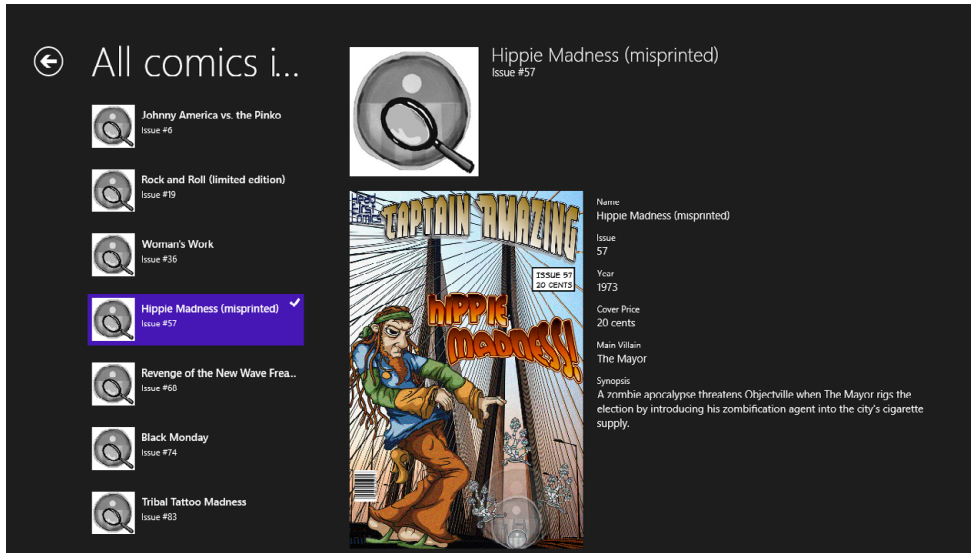 All comics i...
Johnny America vs. the Pinko
Issue #6
Rock and Roll (limited edition)
Issue #19
Woman's Work
Issue #36
Hippie Madness (misprinted)
Issue #57
Revenge of the New Wave Frea...
Issue #68
Black Monday
Issue #74
Tribal Tattoo Madness
Issue #83
Hippie Madness (misprinted)
Issue #57
CAPTAIN AMAZING
ISSUE 57
20 CENTS
hiPPIE
MADNESS!
Name
Hippie Madness (misprinted)
Issue
57
Year
1973
Cover Price
20 cents
Main Villain
The Mayor
Synopsis
A zombie apocalypse threatens Objectville when The Mayor rigs the
election by introducing his zombification agent into the city's cigarette
supply.